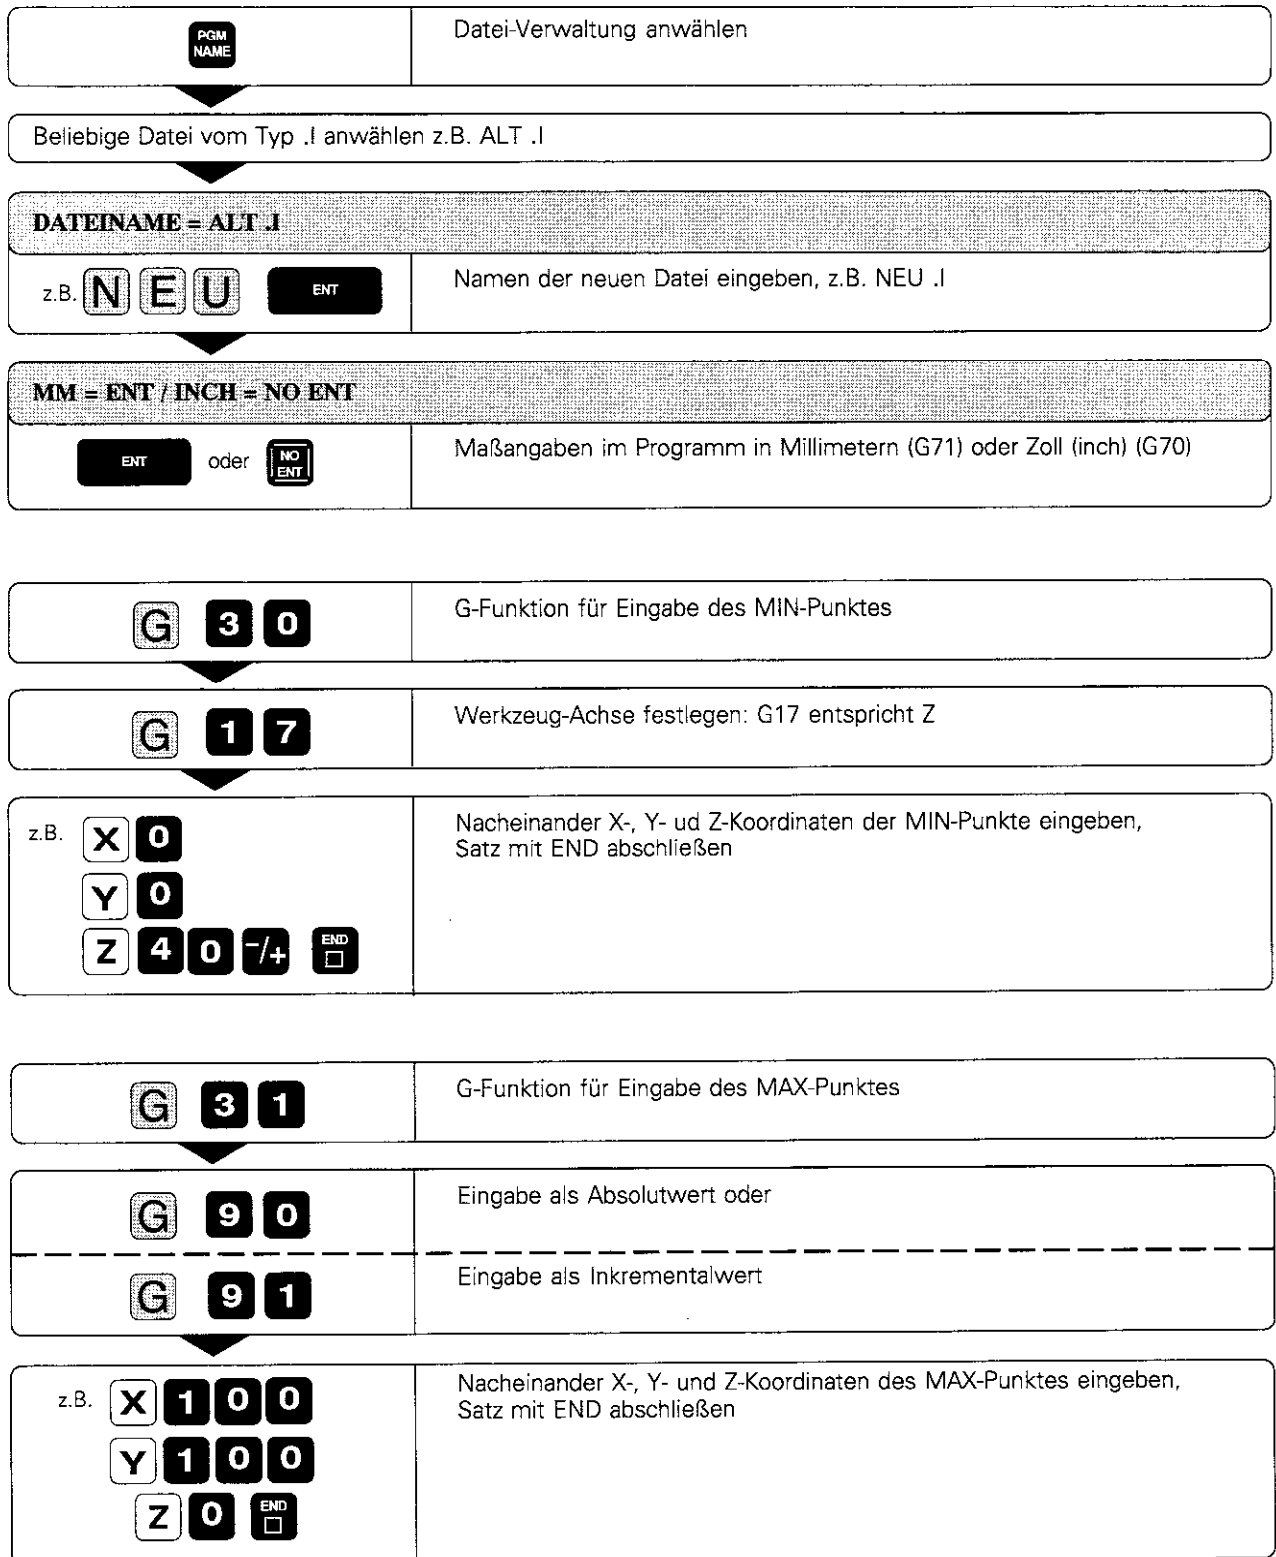 PGM NAME
Datei-Verwaltung anwählen
Beliebige Datei vom Typ .I anwählen z.B. ALT .I
DATEINAME = ALT .I
z.B. N E U ENT
Namen der neuen Datei eingeben, z.B. NEU .I
MM = ENT / INCH = NO ENT
ENT oder NO ENT
Maßangaben im Programm in Millimetern (G71) oder Zoll (inch) (G70)
G 3 0
G-Funktion für Eingabe des MIN-Punktes
G 1 7
Werkzeug-Achse festlegen: G17 entspricht Z
z.B. X 0
Y 0
Z 4 0 -/+ END
Nacheinander X-, Y- ud Z-Koordinaten der MIN-Punkte eingeben,
Satz mit END abschließen
G 3 1
G-Funktion für Eingabe des MAX-Punktes
G 9 0
Eingabe als Absolutwert oder
G 9 1
Eingabe als Inkrementalwert
z.B. X 1 0 0
Y 1 0 0
Z 0 END
Nacheinander X-, Y- und Z-Koordinaten des MAX-Punktes eingeben,
Satz mit END abschließen